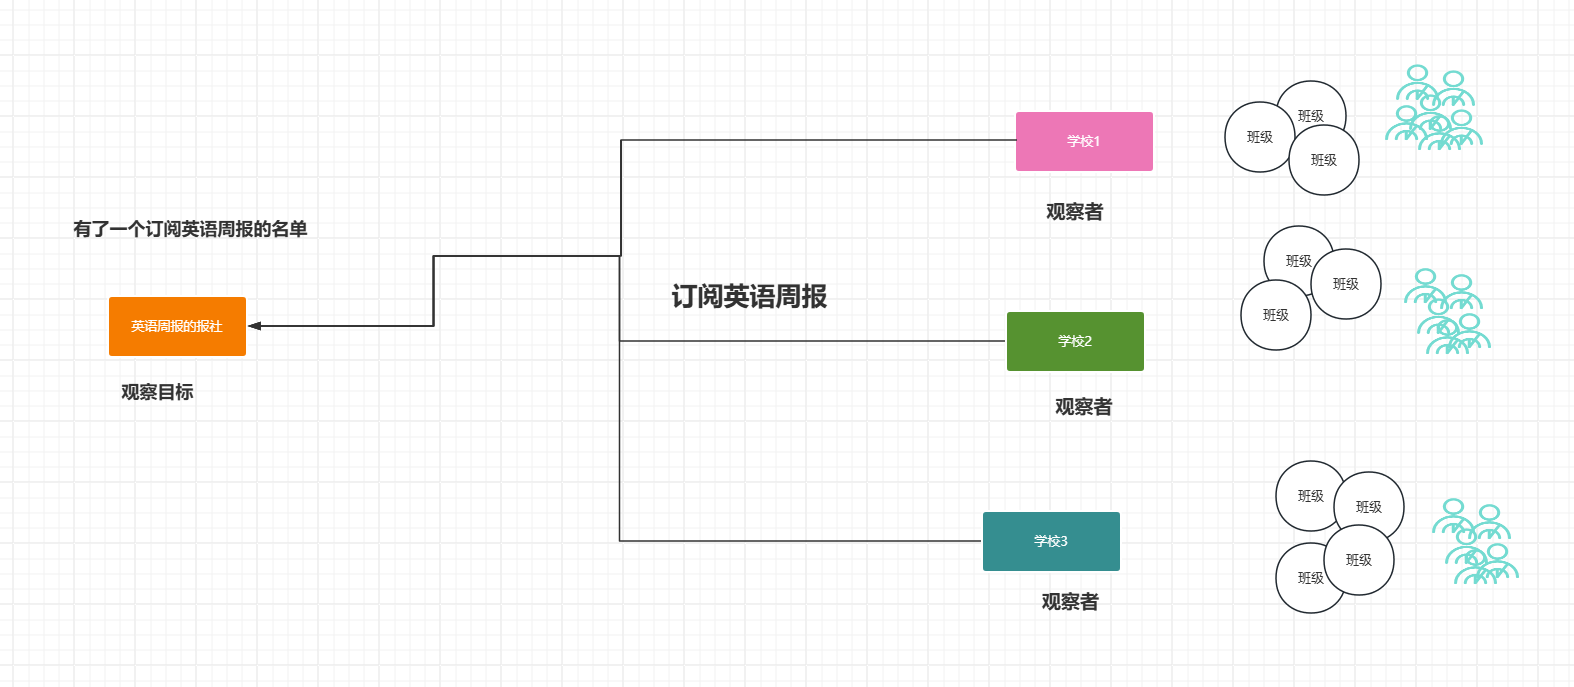 有了一个订阅英语周报的名单
英语周报的报社
观察目标
订阅英语周报
学校1
观察者
班级
班级
班级
学校2
观察者
班级
班级
班级
学校3
观察者
班级
班级
班级
班级